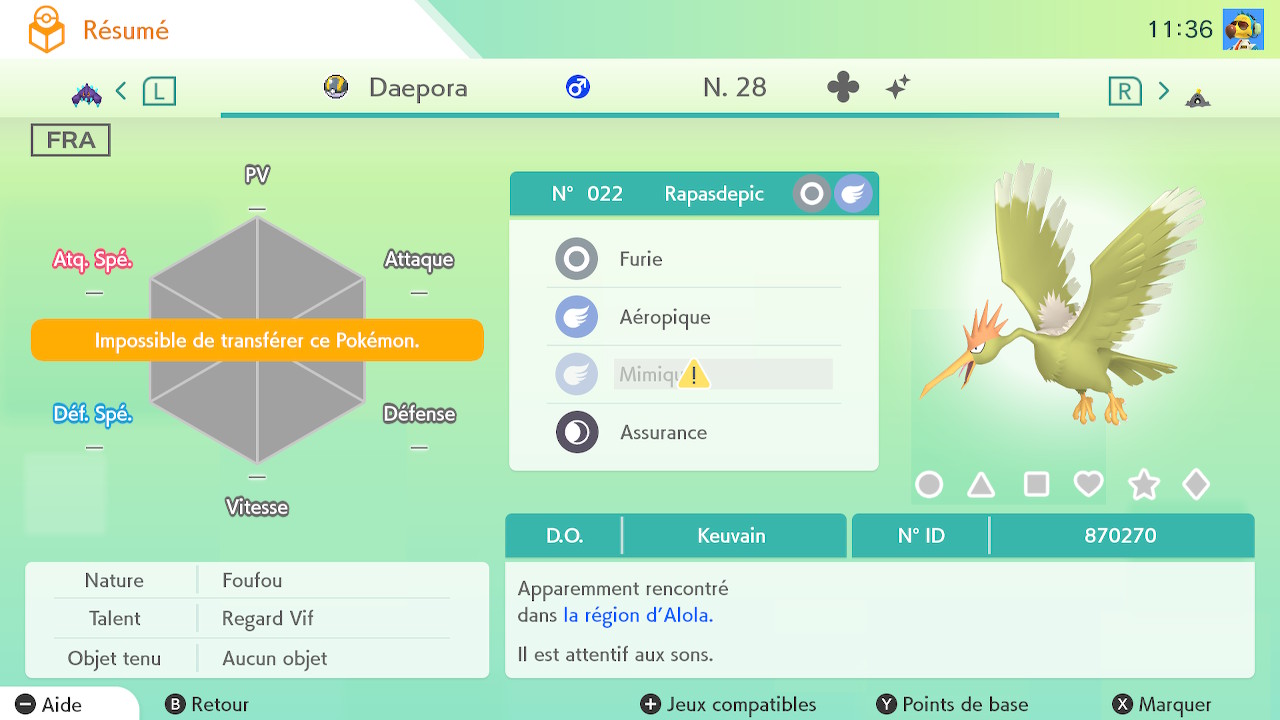 Résumé
11:36
L
Daepora
N. 28
R
FRA
PV
—
Atq. Spé.
—
Attaque
—
Impossible de transférer ce Pokémon.
Déf. Spé.
—
Défense
—
—
Vitesse
N° 022 Rapasdepic
Furie
Aéropique
Mimiqu
!
Assurance
D.O. Keuvain
N° ID 870270
Apparemment rencontré
dans la région d'Alola.
Il est attentif aux sons.
Nature Foufou
Talent Regard Vif
Objet tenu Aucun objet
Aide
B Retour
Jeux compatibles
Y Points de base
X Marquer